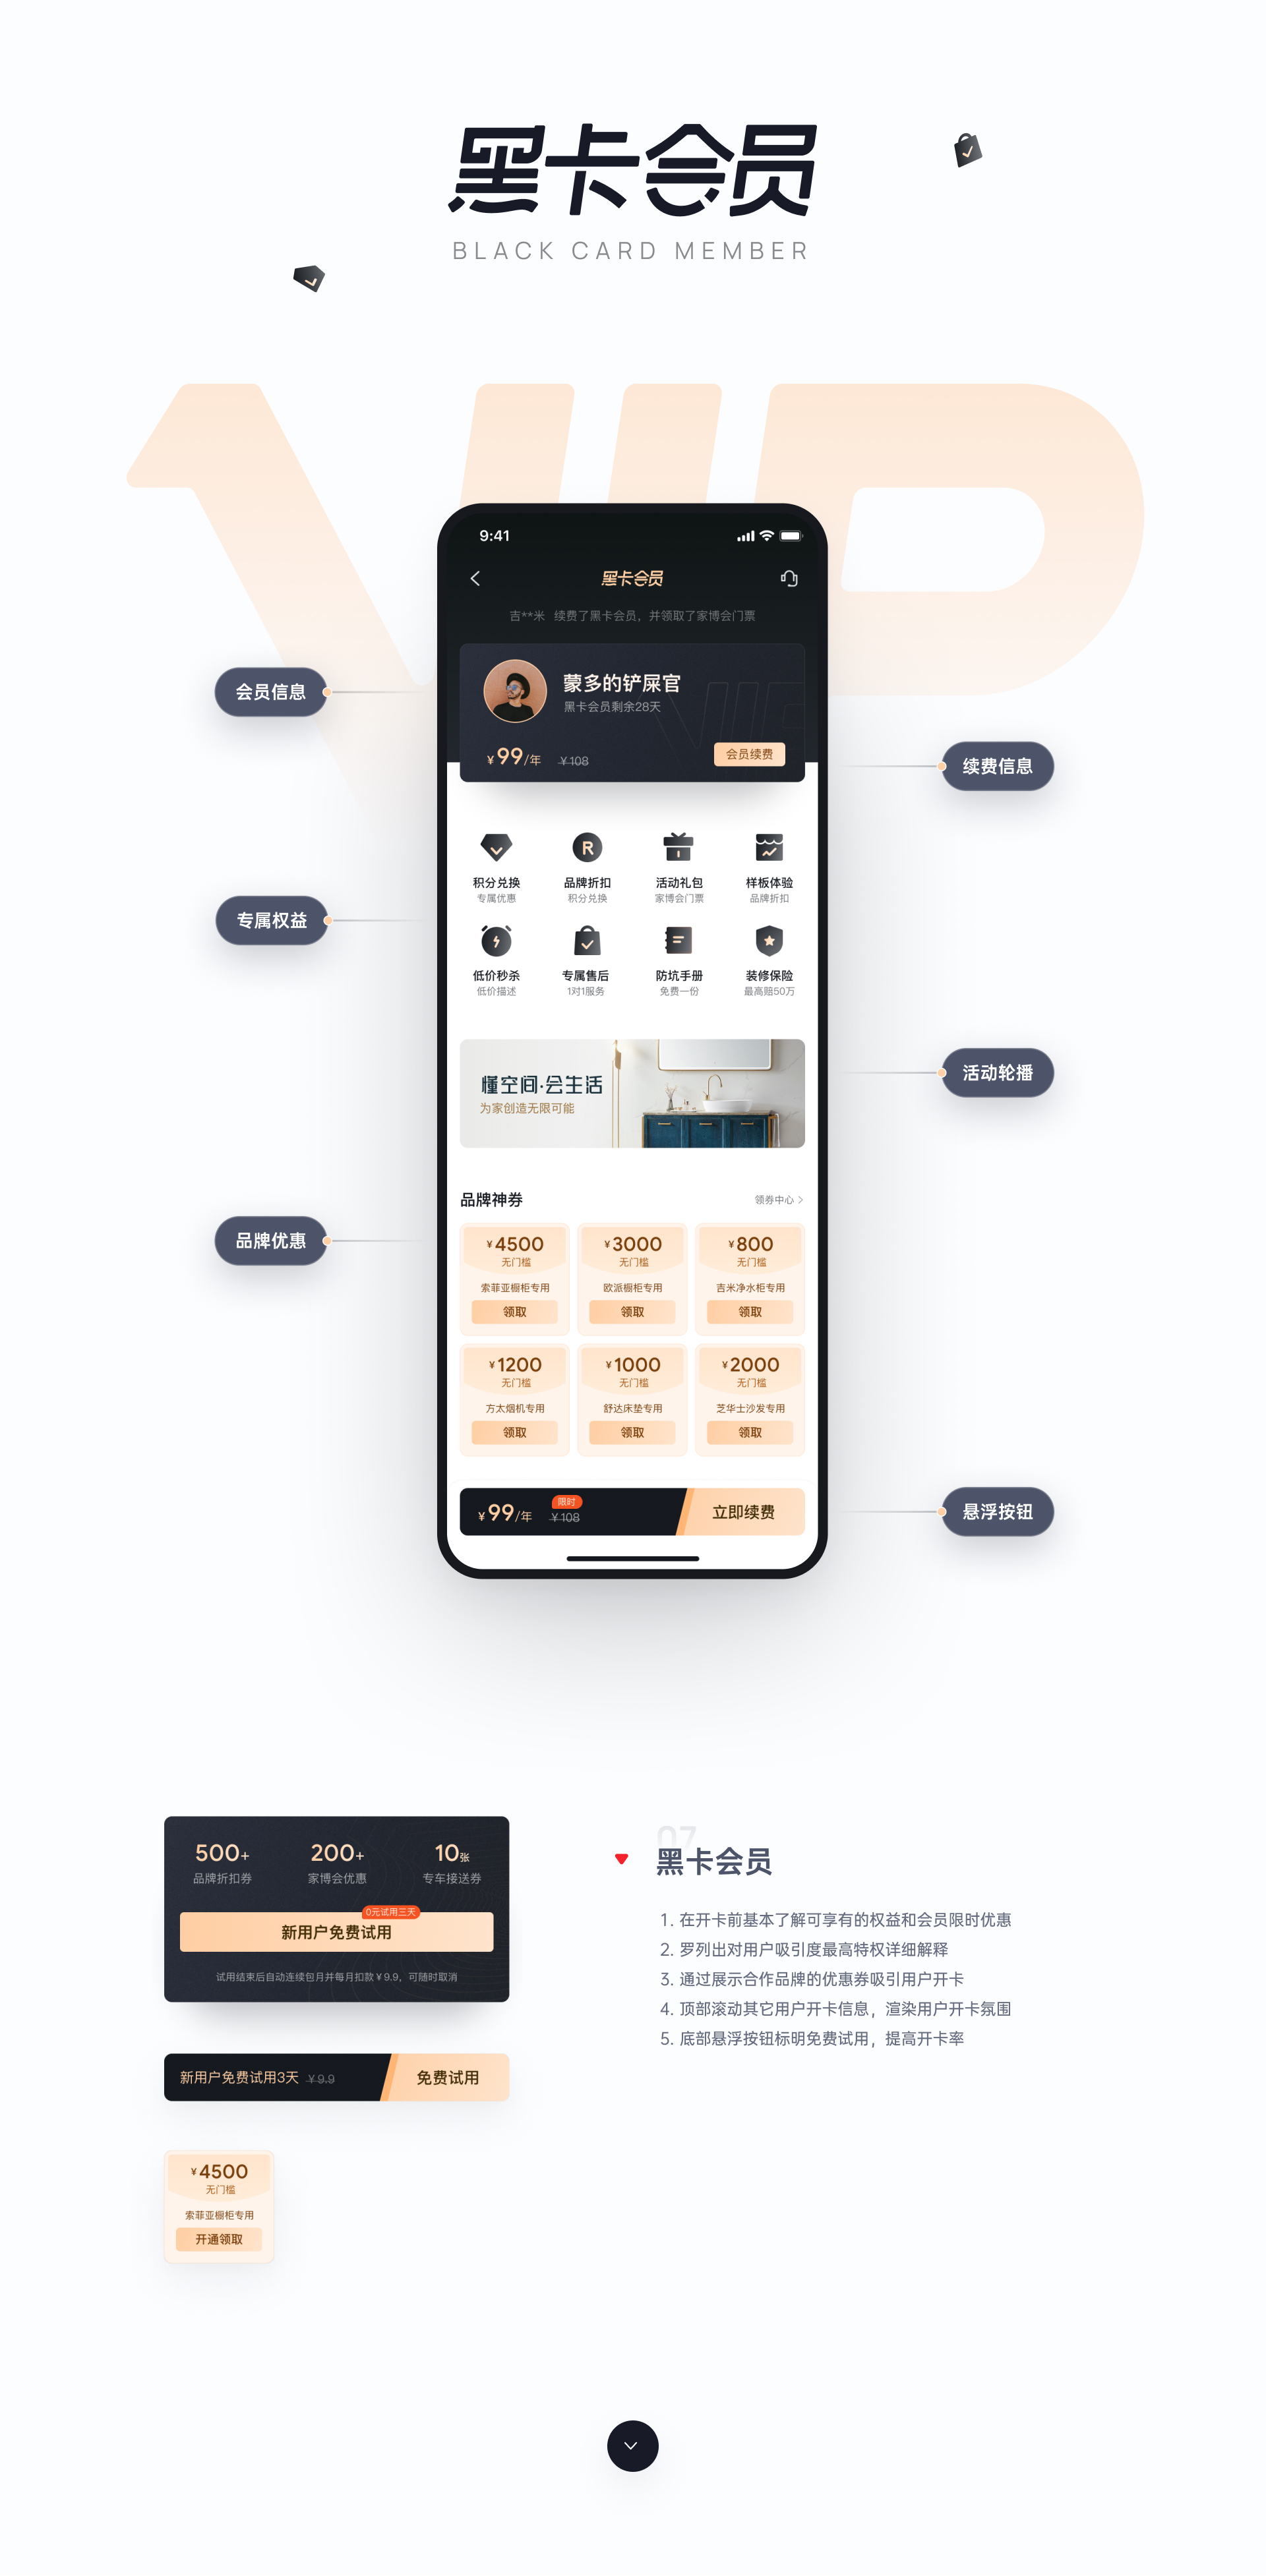 黑卡会员
BLACK CARD MEMBER
VIP
9:41
黑卡会员
吉**米 续费了黑卡会员，并领取了家博会门票
蒙多的铲屎官
黑卡会员剩余28天
¥99/年 ¥108 会员续费
会员信息
续费信息
积分兑换 品牌折扣 活动礼包 样板体验
专属优惠 积分兑换 家博会门票 品牌折扣
专属权益
低价秒杀 专属售后 防坑手册 装修保险
低价描述 1对1服务 免费一份 最高赔50万
活动轮播
懂空间·会生活
为家创造无限可能
品牌神券 领券中心
品牌优惠
¥4500 ¥3000 ¥800
无门槛 无门槛 无门槛
索菲亚橱柜专用 欧派橱柜专用 吉米净水柜专用
领取 领取 领取
¥1200 ¥1000 ¥2000
无门槛 无门槛 无门槛
方太烟机专用 舒达床垫专用 芝华士沙发专用
领取 领取 领取
限时
¥99/年 ¥108 立即续费
悬浮按钮
500+ 200+ 10张
品牌折扣券 家博会优惠 专车接送券
0元试用三天
新用户免费试用
试用结束后自动连续包月并每月扣款¥9.9，可随时取消
新用户免费试用3天 ¥9.9 免费试用
¥4500
无门槛
索菲亚橱柜专用
开通领取
07
黑卡会员
1. 在开卡前基本了解可享有的权益和会员限时优惠
2. 罗列出对用户吸引度最高特权详细解释
3. 通过展示合作品牌的优惠券吸引用户开卡
4. 顶部滚动其它用户开卡信息，渲染用户开卡氛围
5. 底部悬浮按钮标明免费试用，提高开卡率